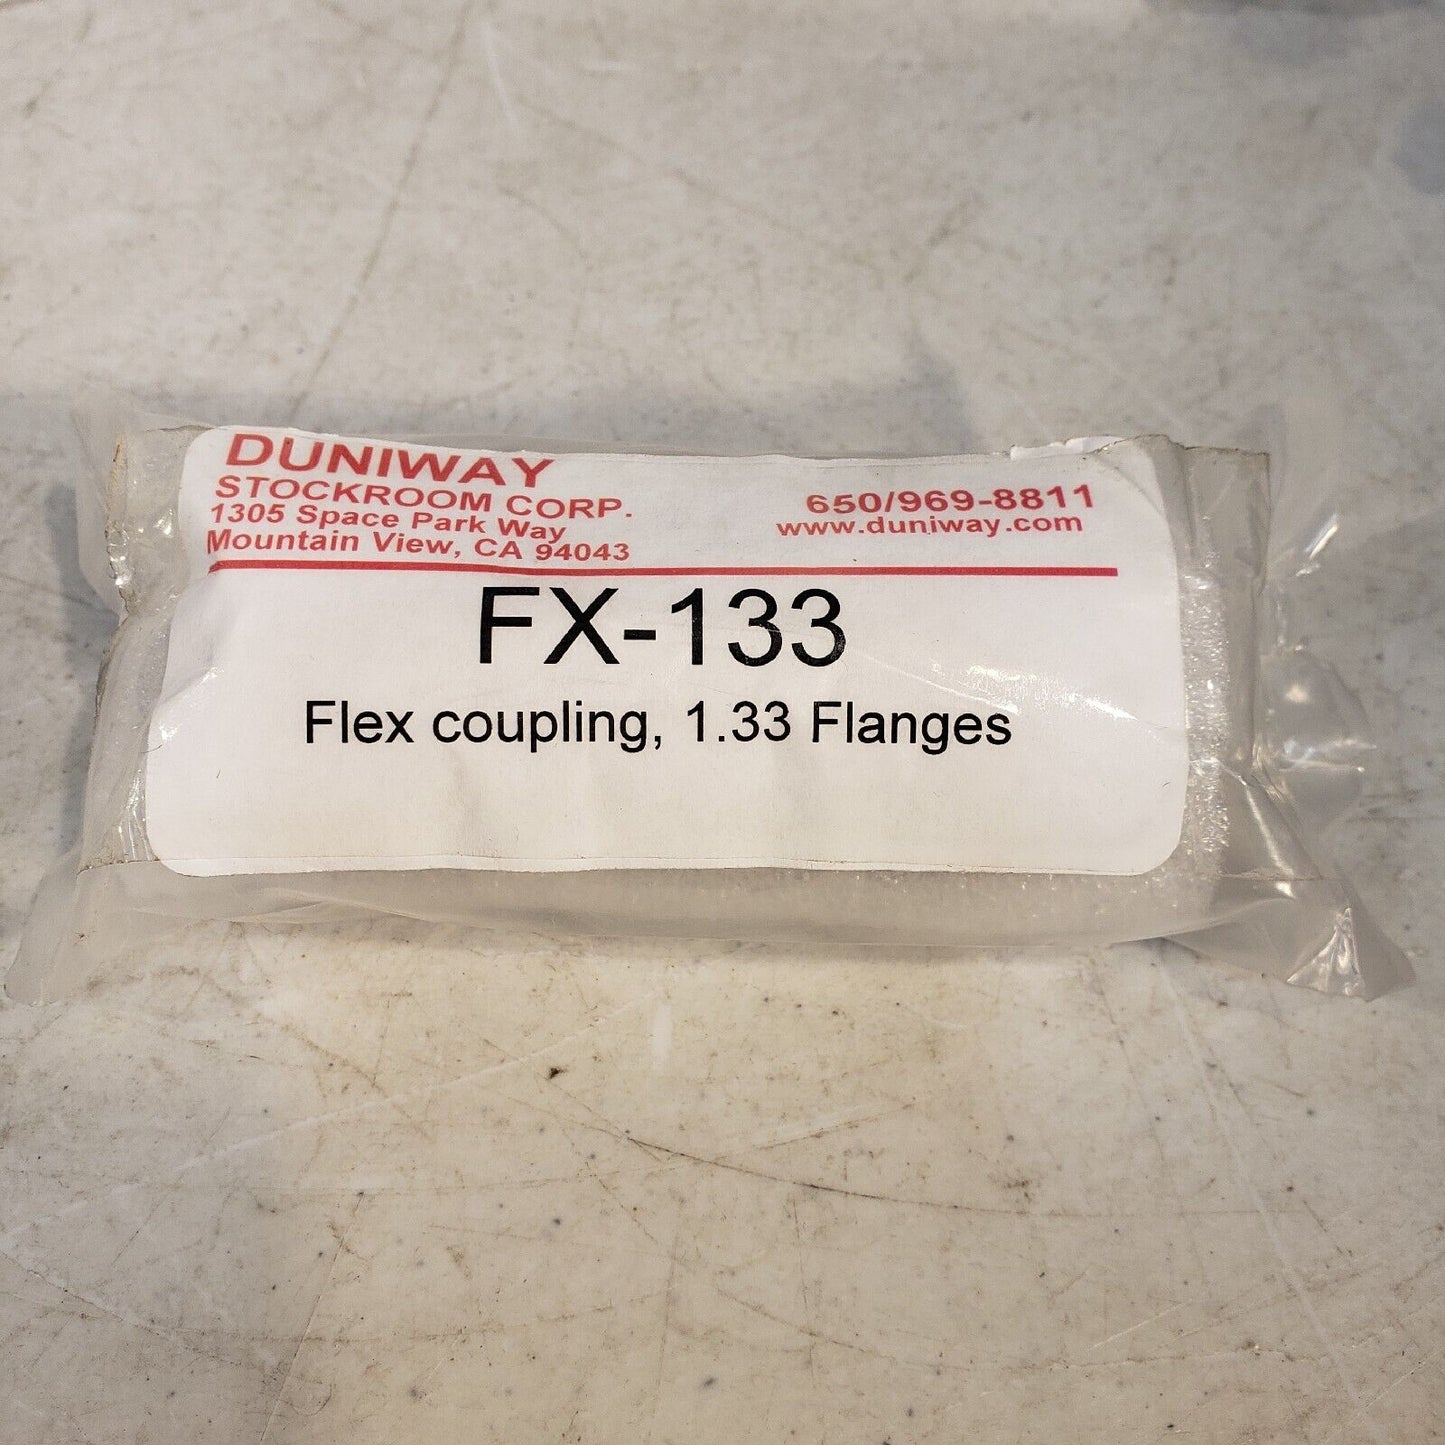 DUNIWAY
STOCKROOM CORP.
1305 Space Park Way
Mountain View, CA 94043
650/969-8811
www.duniway.com
FX-133
Flex coupling, 1.33 Flanges